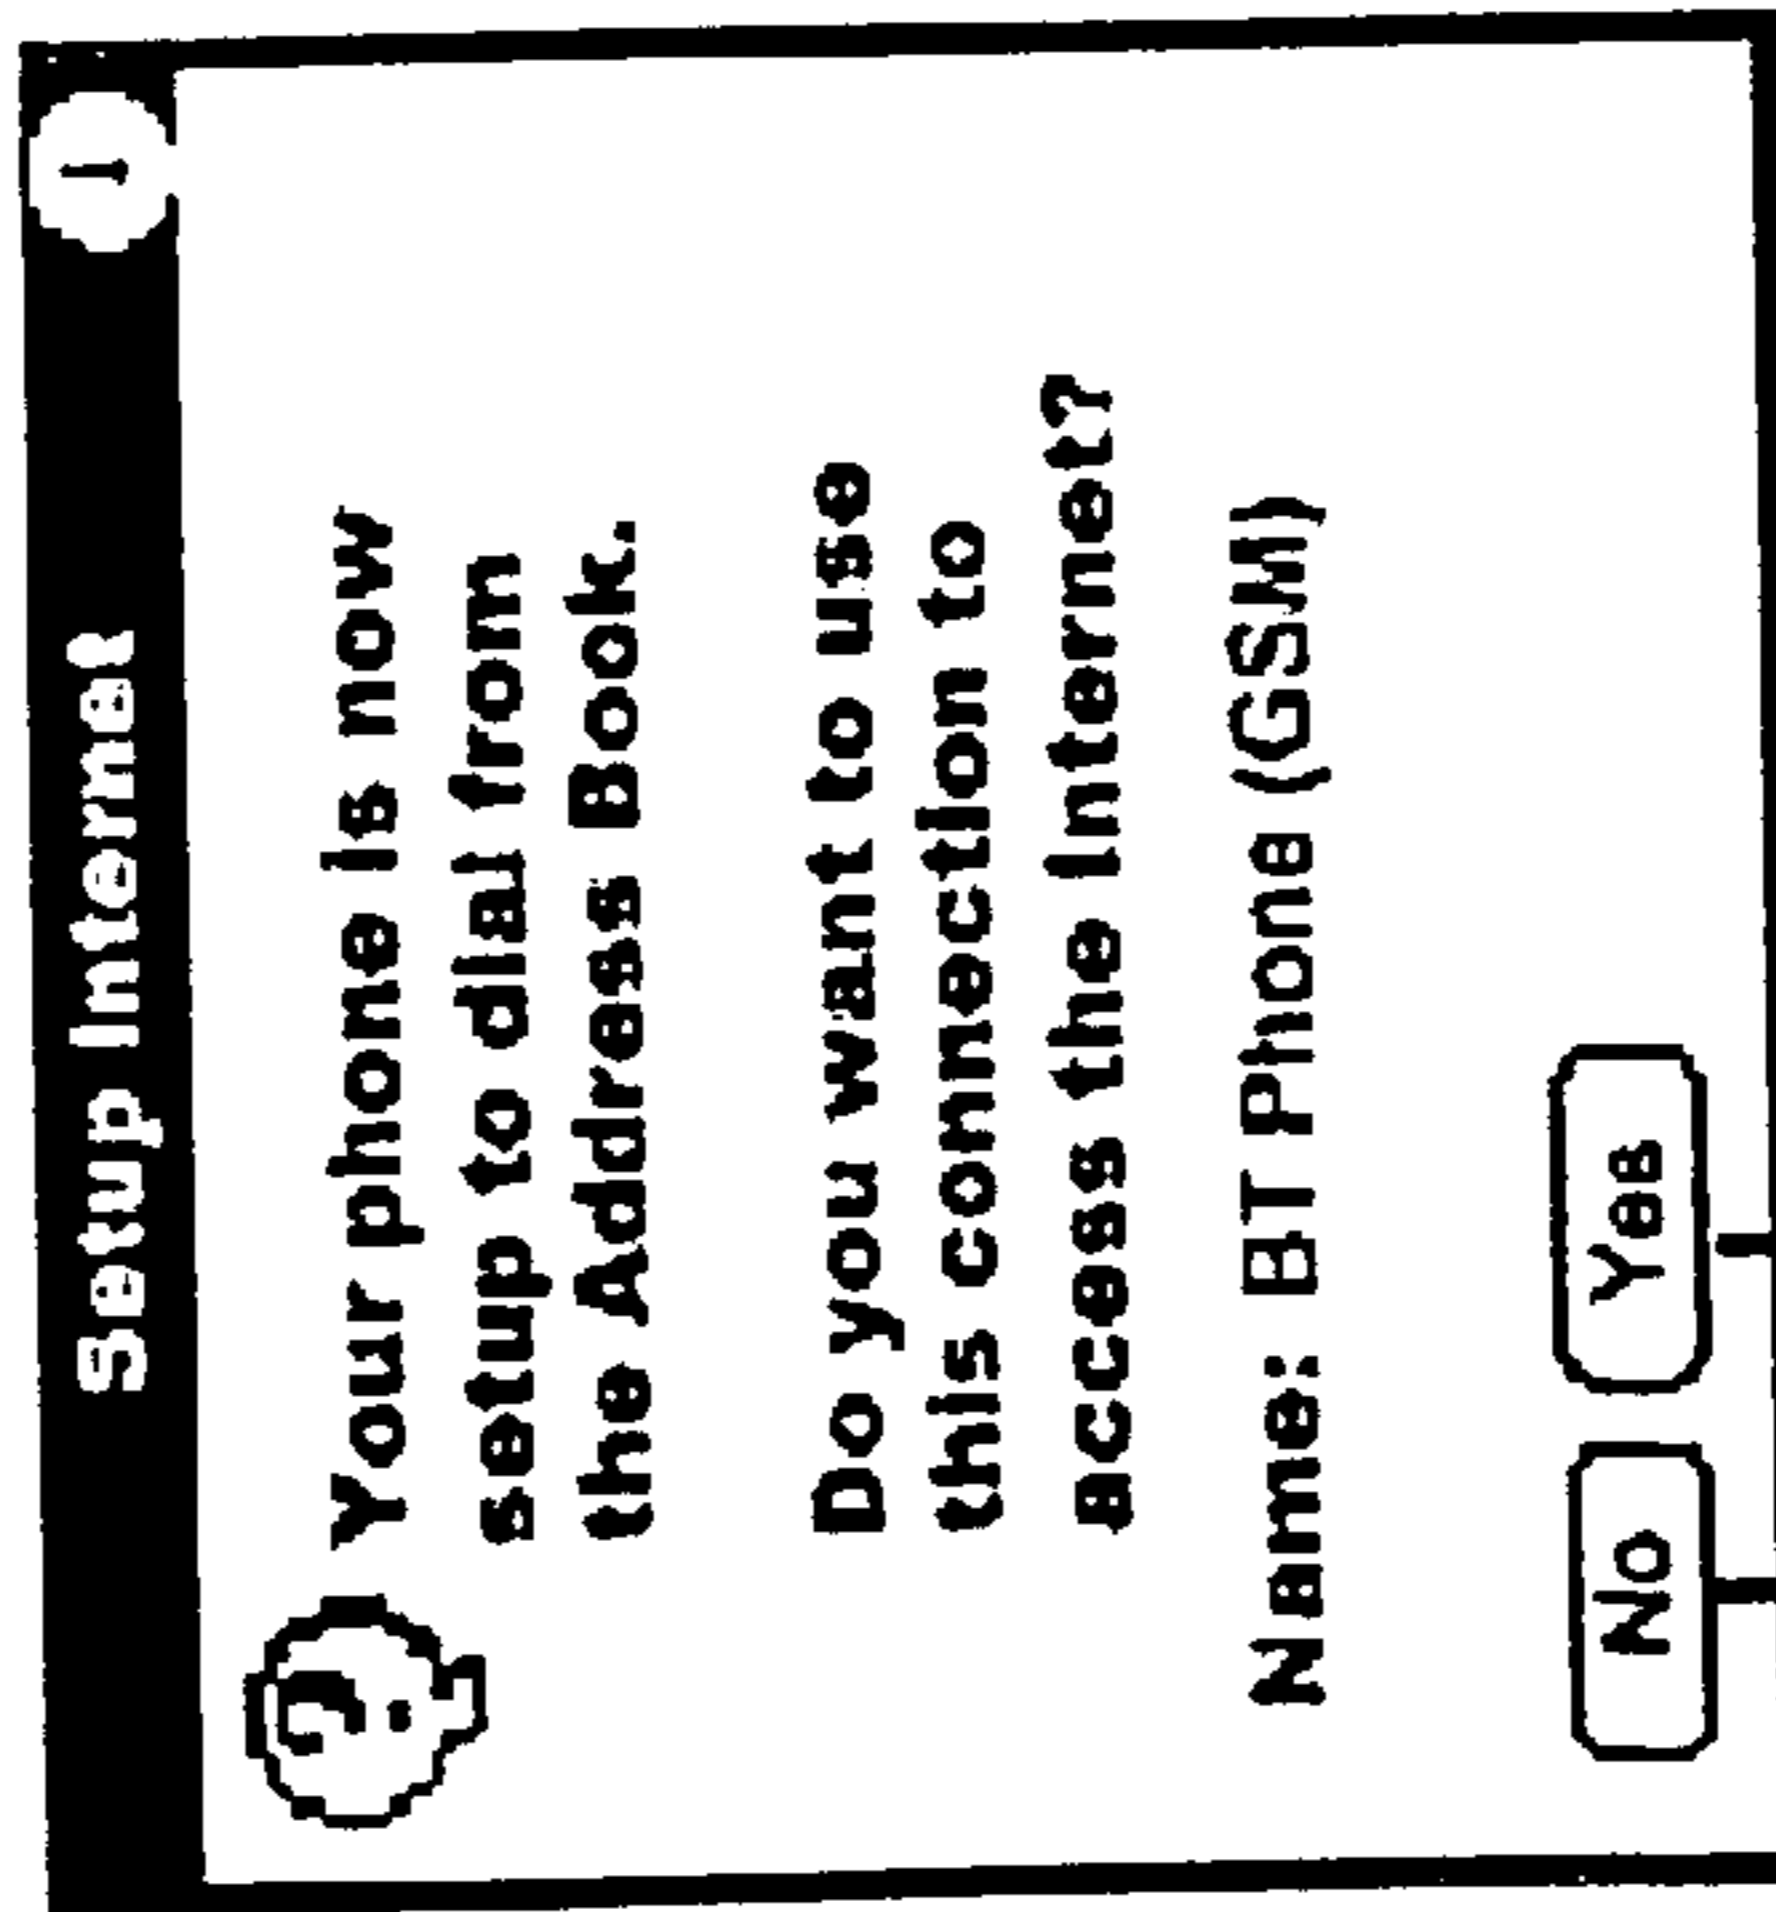 Setup Internet
i
Your phone is now
setup to dial from
the Address Book.
Do you want to use
this connection to
access the Internet?
Name: BT Phone (GSM)
No Yes